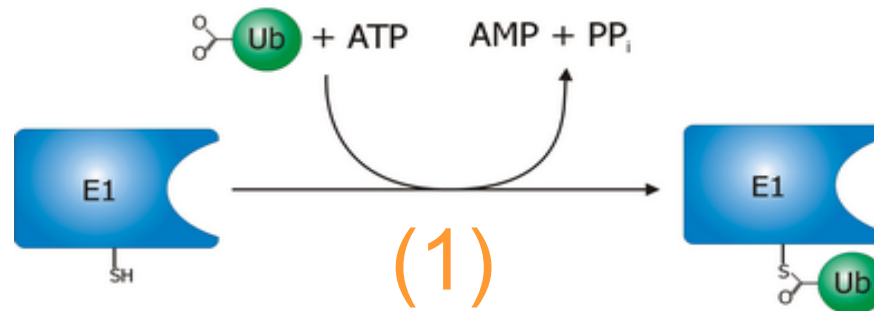 O
O
Ub + ATP
AMP + PPi
E1
SH
(1)
E1
S
O
Ub